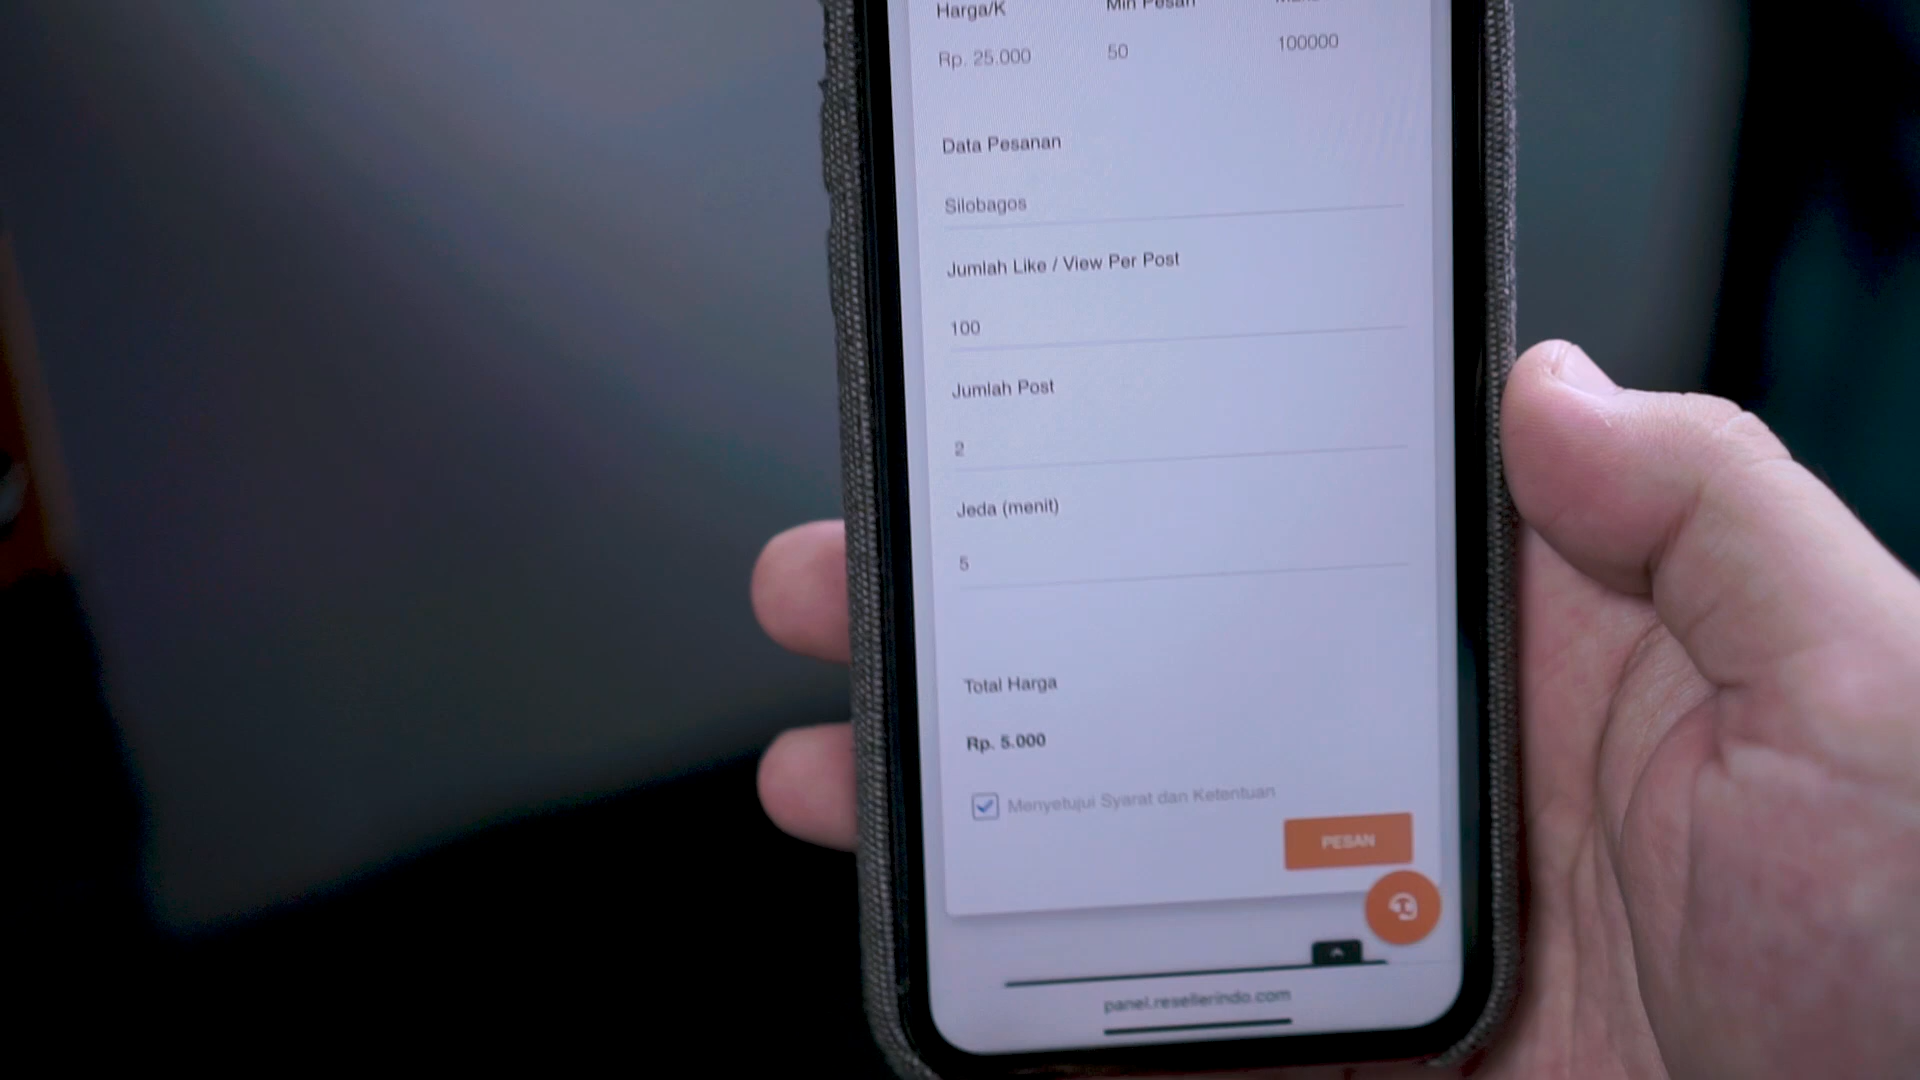 Harga/K Min Pesan
Rp. 25.000 50 100000
Data Pesanan
Silobagos
Jumlah Like / View Per Post
100
Jumlah Post
2
Jeda (menit)
5
Total Harga
Rp. 5.000
Menyetujui Syarat dan Ketentuan
PESAN
panel.resellerindo.com